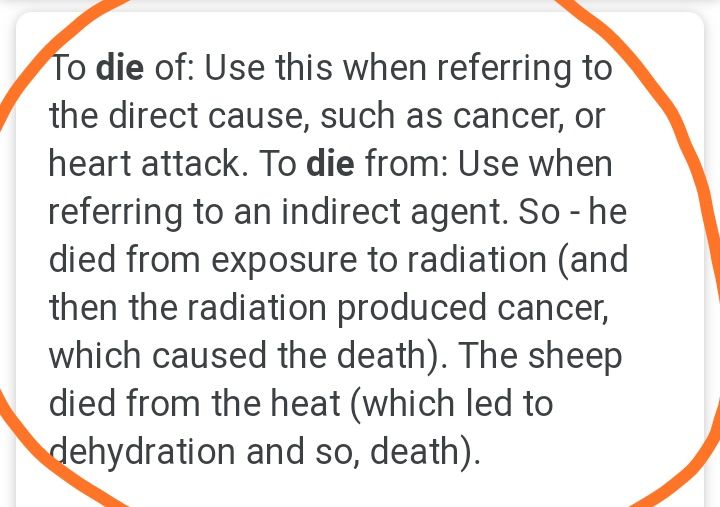 To die of: Use this when referring to
the direct cause, such as cancer, or
heart attack. To die from: Use when
referring to an indirect agent. So - he
died from exposure to radiation (and
then the radiation produced cancer,
which caused the death). The sheep
died from the heat (which led to
dehydration and so, death).